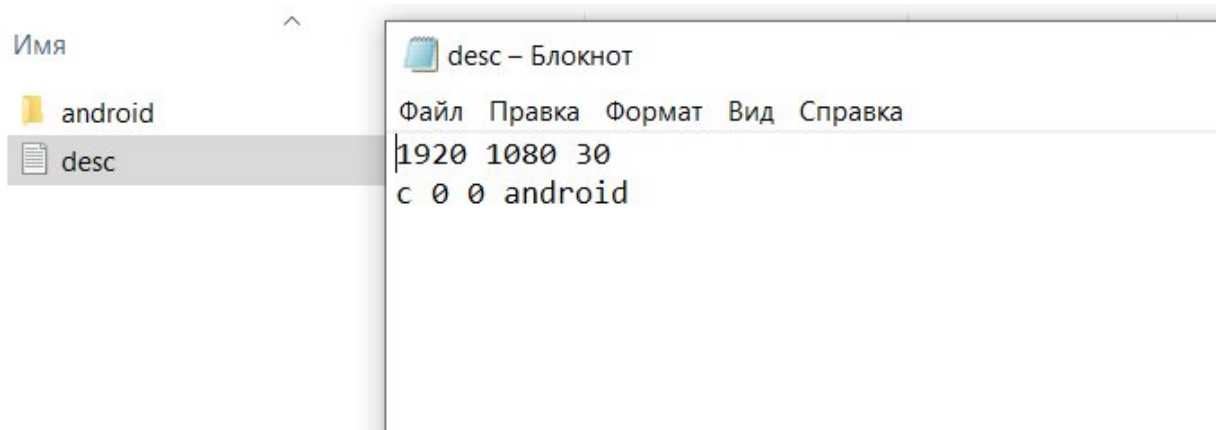 Имя
android
desc
desc – Блокнот
Файл Правка Формат Вид Справка
1920 1080 30
c 0 0 android